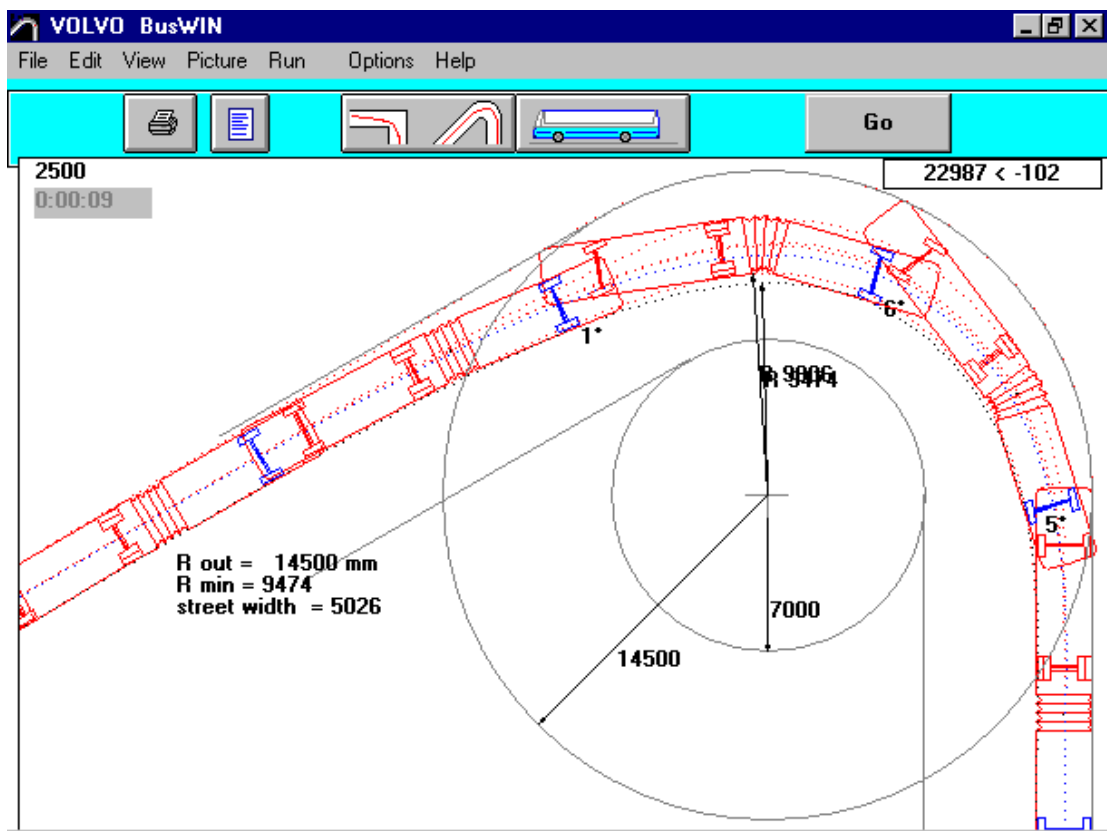 VOLVO BusWIN
File Edit View Picture Run Options Help
Go
2500
22987 < -102
0:00:09
6°
1°
R 9474
5°
R out = 14500 mm
R min = 9474
street width = 5026
7000
14500